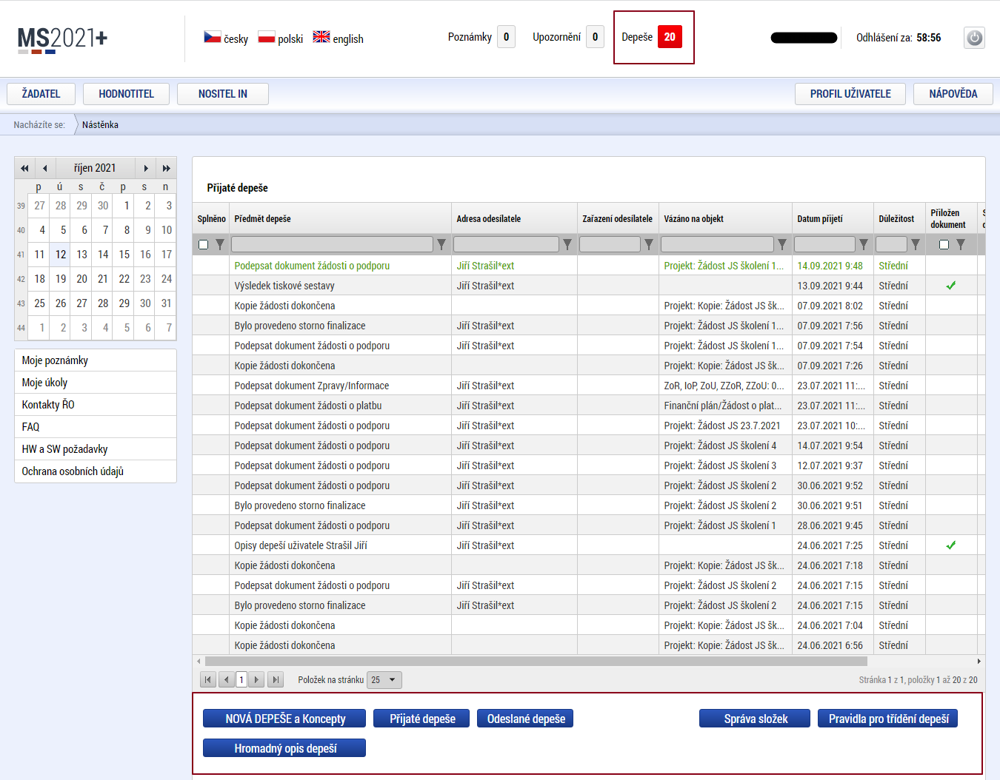 MS2021+
česky polski english
Poznámky 0 Upozornění 0 Depeše 20
Odhlášení za: 58:56
ŽADATEL HODNOTITEL NOSITEL IN PROFIL UŽIVATELE NÁPOVĚDA
Nacházíte se: Nástěnka
říjen 2021
p ú s č p s n
39 27 28 29 30 1 2 3
40 4 5 6 7 8 9 10
41 11 12 13 14 15 16 17
42 18 19 20 21 22 23 24
43 25 26 27 28 29 30 31
44 1 2 3 4 5 6 7
Moje poznámky
Moje úkoly
Kontakty ŘO
FAQ
HW a SW požadavky
Ochrana osobních údajů
Přijaté depeše
Splněno Předmět depeše Adresa odesílatele Zařazení odesílatele Vázáno na objekt Datum přijetí Důležitost Přiložen dokument
Podepsat dokument žádosti o podporu Jiří Strašil*ext Projekt: Žádost JS školení 1... 14.09.2021 9:48 Střední
Výsledek tiskové sestavy Jiří Strašil*ext 13.09.2021 9:44 Střední
Kopie žádosti dokončena Projekt: Kopie: Žádost JS šk... 07.09.2021 8:02 Střední
Bylo provedeno storno finalizace Jiří Strašil*ext Projekt: Žádost JS školení 1... 07.09.2021 7:56 Střední
Podepsat dokument žádosti o podporu Jiří Strašil*ext Projekt: Žádost JS školení 1... 07.09.2021 7:54 Střední
Kopie žádosti dokončena Projekt: Kopie: Žádost JS šk... 07.09.2021 7:26 Střední
Podepsat dokument Zpravy/Informace Jiří Strašil*ext ZoR, IoP, ZoU, ZZoR, ZZoU: 0... 23.07.2021 11:... Střední
Podepsat dokument žádosti o platbu Jiří Strašil*ext Finanční plán/Žádost o plat... 23.07.2021 11:... Střední
Podepsat dokument žádosti o podporu Jiří Strašil*ext Projekt: Žádost JS 23.7.2021 23.07.2021 10:... Střední
Podepsat dokument žádosti o podporu Jiří Strašil*ext Projekt: Žádost JS školení 4 14.07.2021 9:54 Střední
Podepsat dokument žádosti o podporu Jiří Strašil*ext Projekt: Žádost JS školení 3 12.07.2021 9:37 Střední
Podepsat dokument žádosti o podporu Jiří Strašil*ext Projekt: Žádost JS školení 2 30.06.2021 9:52 Střední
Bylo provedeno storno finalizace Jiří Strašil*ext Projekt: Žádost JS školení 2 30.06.2021 9:51 Střední
Podepsat dokument žádosti o podporu Jiří Strašil*ext Projekt: Žádost JS školení 1 28.06.2021 9:45 Střední
Opisy depeší uživatele Strašil Jiří Jiří Strašil*ext 24.06.2021 7:25 Střední
Kopie žádosti dokončena Projekt: Kopie: Žádost JS šk... 24.06.2021 7:18 Střední
Podepsat dokument žádosti o podporu Jiří Strašil*ext Projekt: Žádost JS školení 2 24.06.2021 7:15 Střední
Bylo provedeno storno finalizace Jiří Strašil*ext Projekt: Žádost JS školení 2 24.06.2021 7:15 Střední
Kopie žádosti dokončena Projekt: Kopie: Žádost JS šk... 24.06.2021 7:04 Střední
Kopie žádosti dokončena Projekt: Kopie: Žádost JS šk... 24.06.2021 6:56 Střední
1 Položek na stránku 25 Stránka 1 z 1, položky 1 až 20 z 20
NOVÁ DEPEŠE a Koncepty Přijaté depeše Odeslané depeše Správa složek Pravidla pro třídění depeší
Hromadný opis depeší